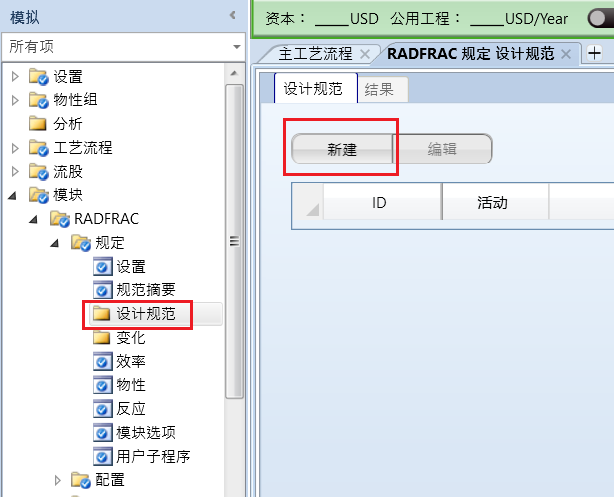 模拟
所有项
设置
物性组
分析
工艺流程
流股
模块
RADFRAC
规定
设置
规范摘要
设计规范
变化
效率
物性
反应
模块选项
用户子程序
配置
资本： _____USD 公用工程： _____USD/Year
主工艺流程 RADFRAC 规定 设计规范
设计规范 结果
新建 编辑
ID 活动